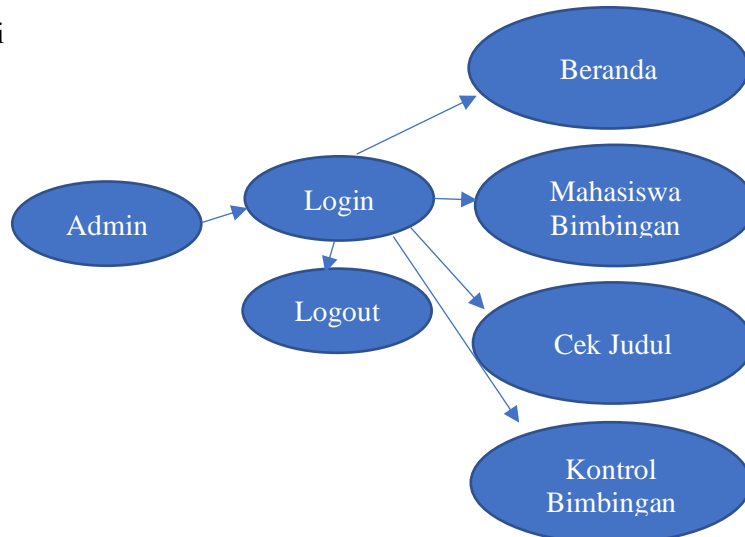 i
Beranda
Mahasiswa
Bimbingan
Login
Admin
Logout
Cek Judul
Kontrol
Bimbingan